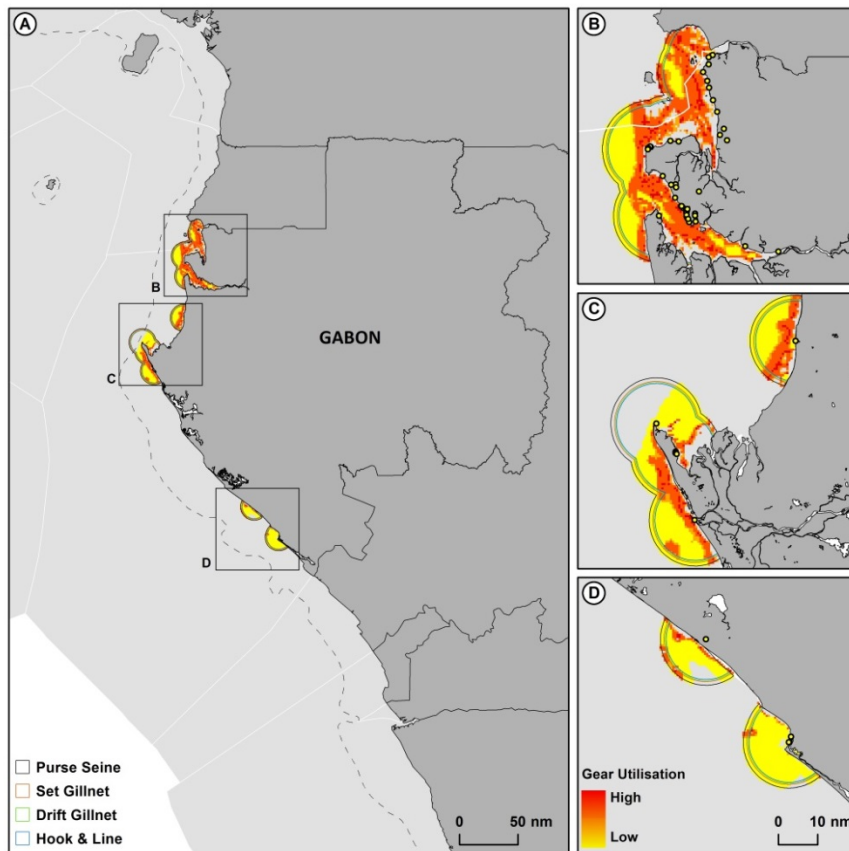 A
GABON
B
C
D
Purse Seine
Set Gillnet
Drift Gillnet
Hook & Line
0 50 nm
B
C
D
Gear Utilisation
High
Low
0 10 nm